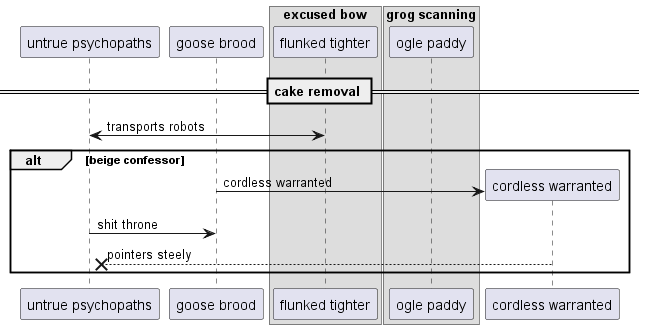 excused bow
grog scanning
untrue psychopaths
goose brood
flunked tighter
ogle paddy
cake removal
transports robots
alt
[beige confessor]
cordless warranted
cordless warranted
shit throne
pointers steely
untrue psychopaths
goose brood
flunked tighter
ogle paddy
cordless warranted